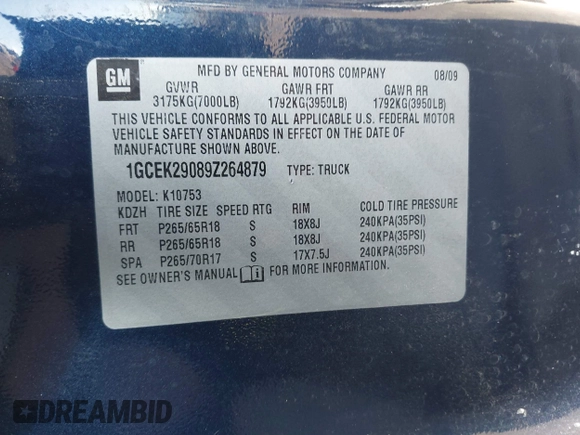 GM
MFD BY GENERAL MOTORS COMPANY 08/09
GVWR GAWR FRT GAWR RR
3175KG(7000LB) 1792KG(3950LB) 1792KG(3950LB)
THIS VEHICLE CONFORMS TO ALL APPLICABLE U.S. FEDERAL MOTOR
VEHICLE SAFETY STANDARDS IN EFFECT ON THE DATE OF
MANUFACTURE SHOWN ABOVE.
1GCEK29089Z264879 TYPE: TRUCK
MODEL: K10753
KDZH TIRE SIZE SPEED RTG RIM COLD TIRE PRESSURE
FRT P265/65R18 S 18X8J 240KPA(35PSI)
RR P265/65R18 S 18X8J 240KPA(35PSI)
SPA P265/70R17 S 17X7.5J 240KPA(35PSI)
SEE OWNER'S MANUAL FOR MORE INFORMATION.
DREAMBID